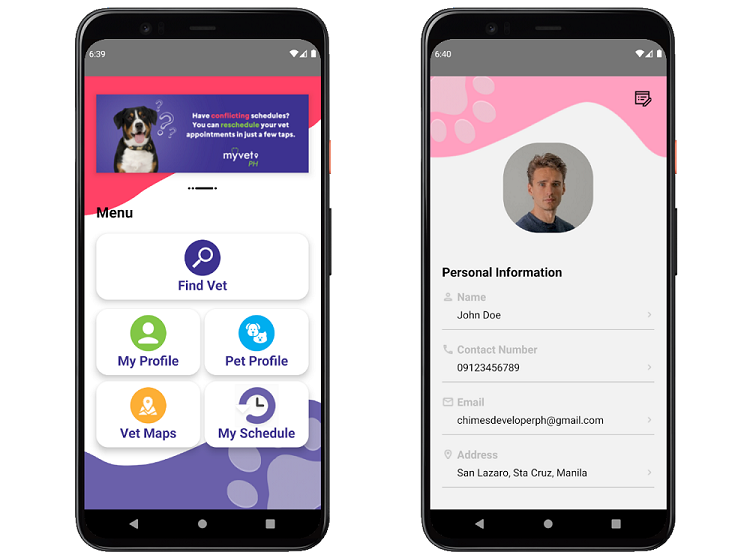 6:39
Have conflicting schedules?
You can reschedule your vet
appointments in just a few taps.
myvet
PH
Menu
Find Vet
My Profile
Pet Profile
Vet Maps
My Schedule
6:40
Personal Information
Name
John Doe
Contact Number
09123456789
Email
chimesdeveloperph@gmail.com
Address
San Lazaro, Sta Cruz, Manila